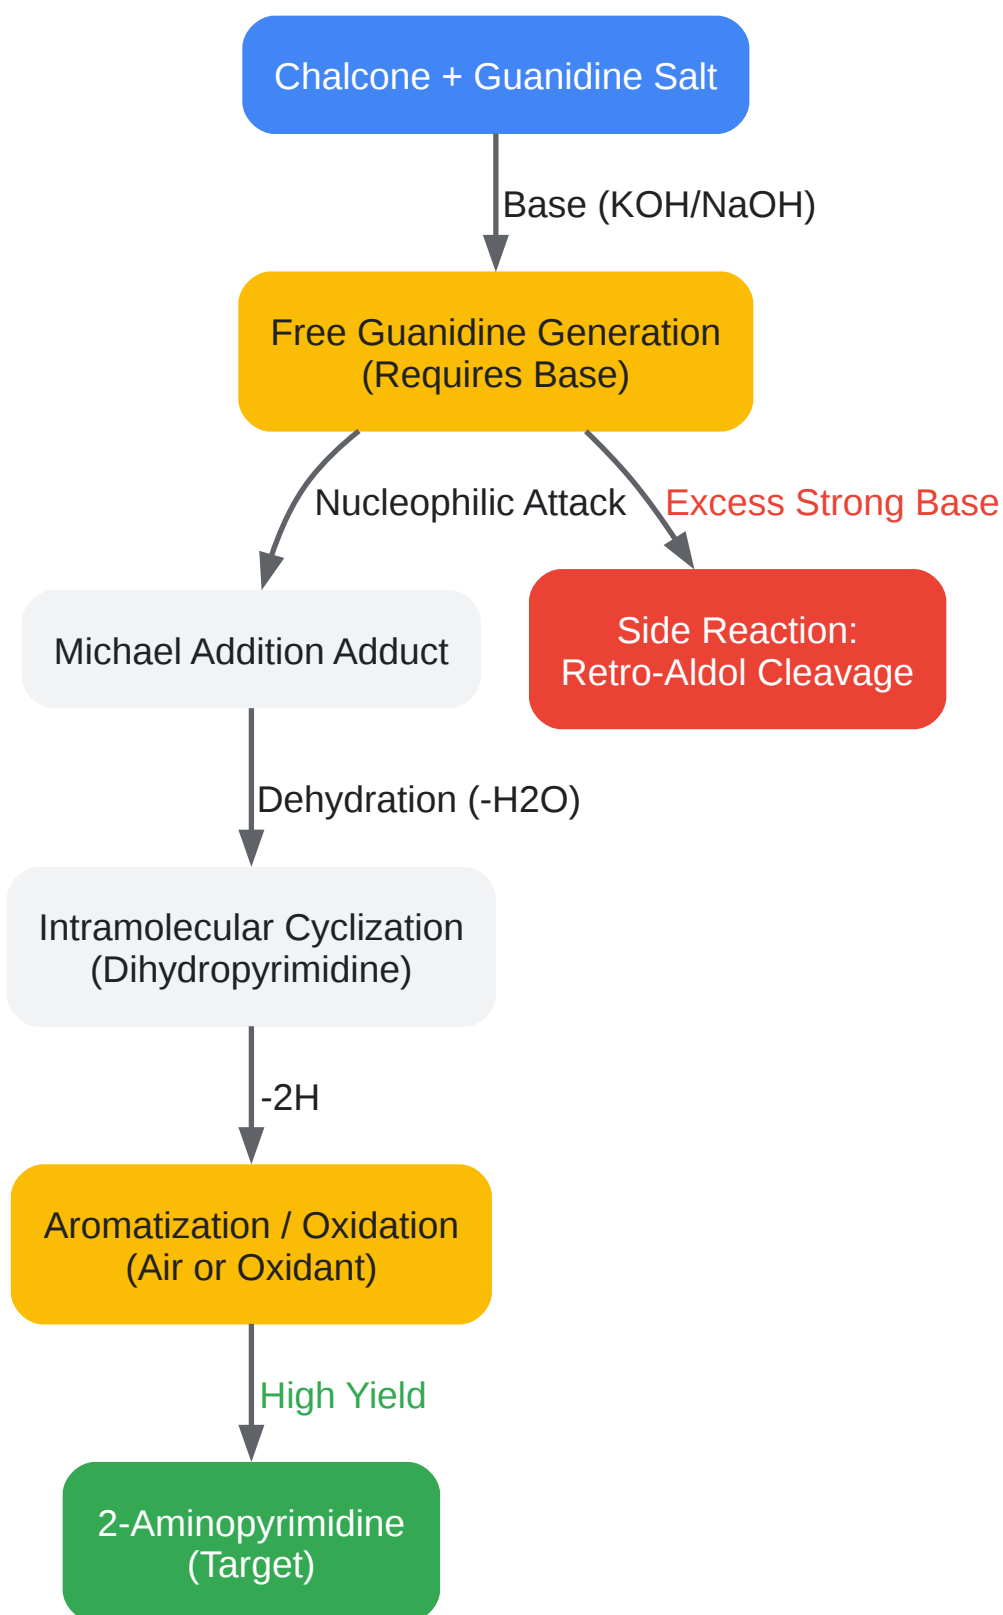 Chalcone + Guanidine Salt
Base (KOH/NaOH)
Free Guanidine Generation
(Requires Base)
Nucleophilic Attack
Excess Strong Base
Michael Addition Adduct
Side Reaction:
Retro-Aldol Cleavage
Dehydration (-H2O)
Intramolecular Cyclization
(Dihydropyrimidine)
-2H
Aromatization / Oxidation
(Air or Oxidant)
High Yield
2-Aminopyrimidine
(Target)